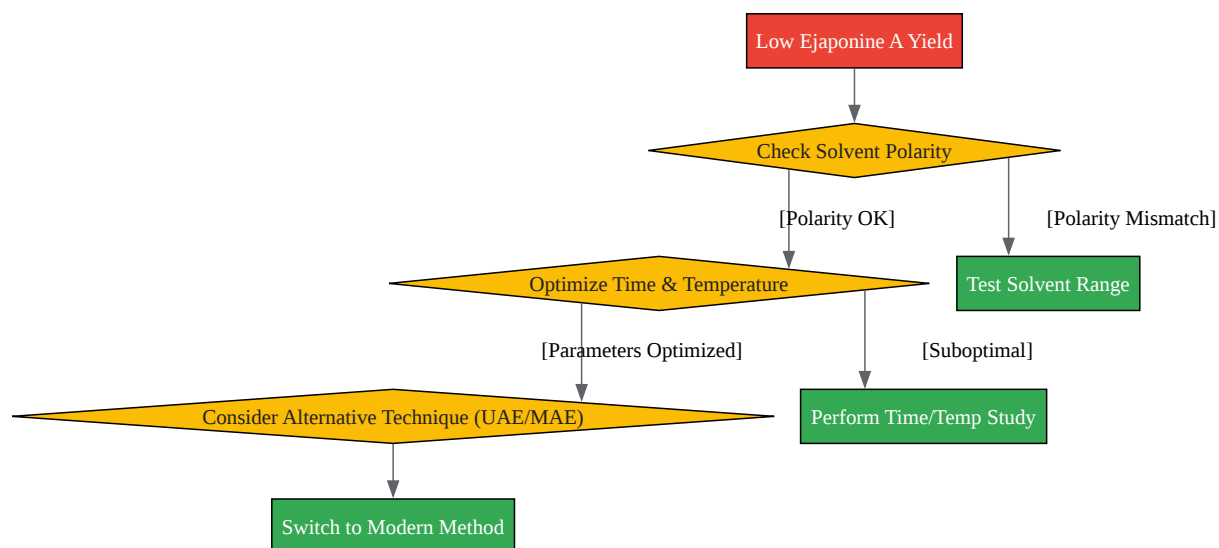 Low Ejaponine A Yield
Check Solvent Polarity
[Polarity OK]
[Polarity Mismatch]
Optimize Time & Temperature
Test Solvent Range
[Parameters Optimized]
[Suboptimal]
Consider Alternative Technique (UAE/MAE)
Perform Time/Temp Study
Switch to Modern Method